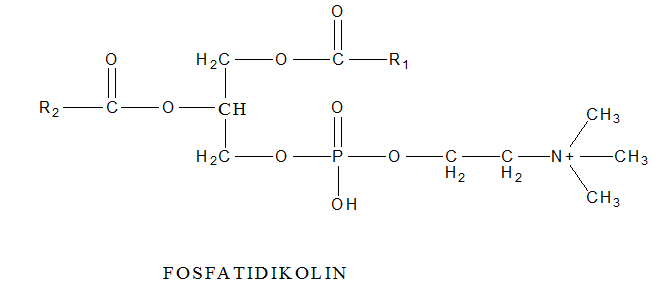 O
O
H2C O C R1
R2 C O CH O
CH3
H2C O P O C C N + CH3
H2 H2
OH CH3
FOSFATIDIKOLIN